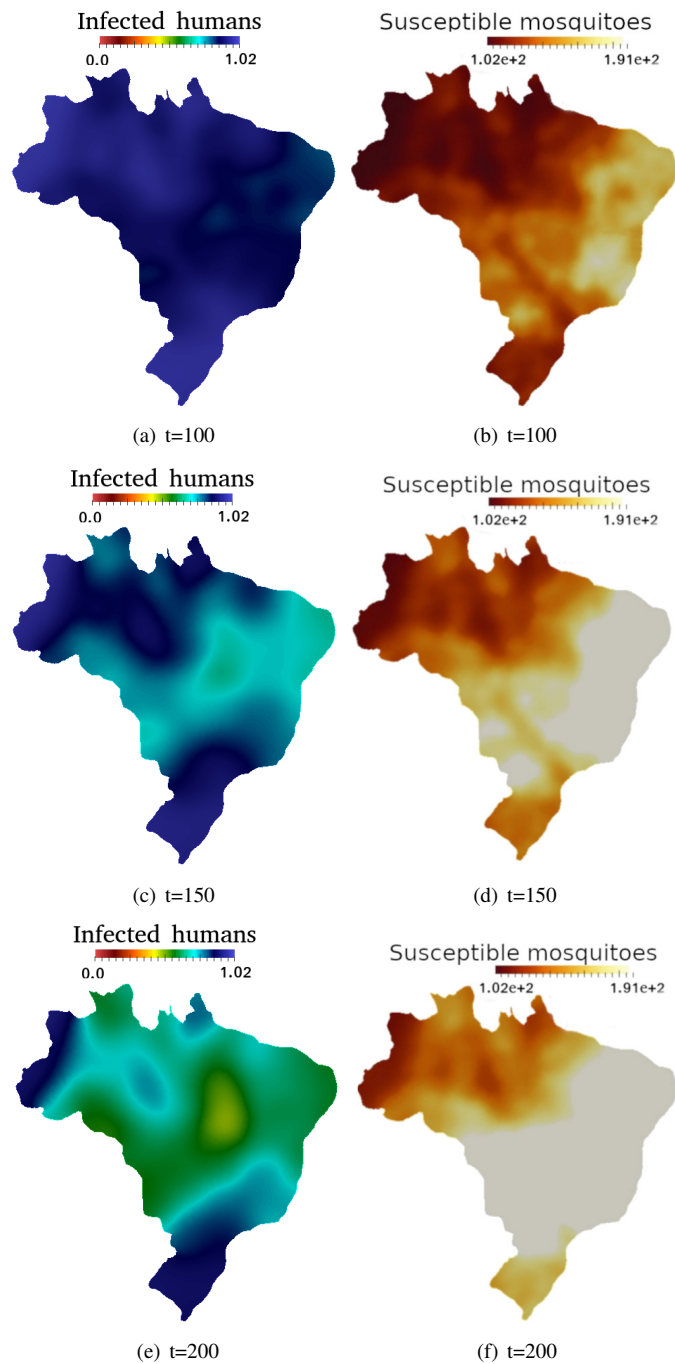 Infected humans
0.0
1.02
Susceptible mosquitoes
1.02e+2
1.91e+2
(a) t=100
(b) t=100
Infected humans
0.0
1.02
Susceptible mosquitoes
1.02e+2
1.91e+2
(c) t=150
(d) t=150
Infected humans
0.0
1.02
Susceptible mosquitoes
1.02e+2
1.91e+2
(e) t=200
(f) t=200